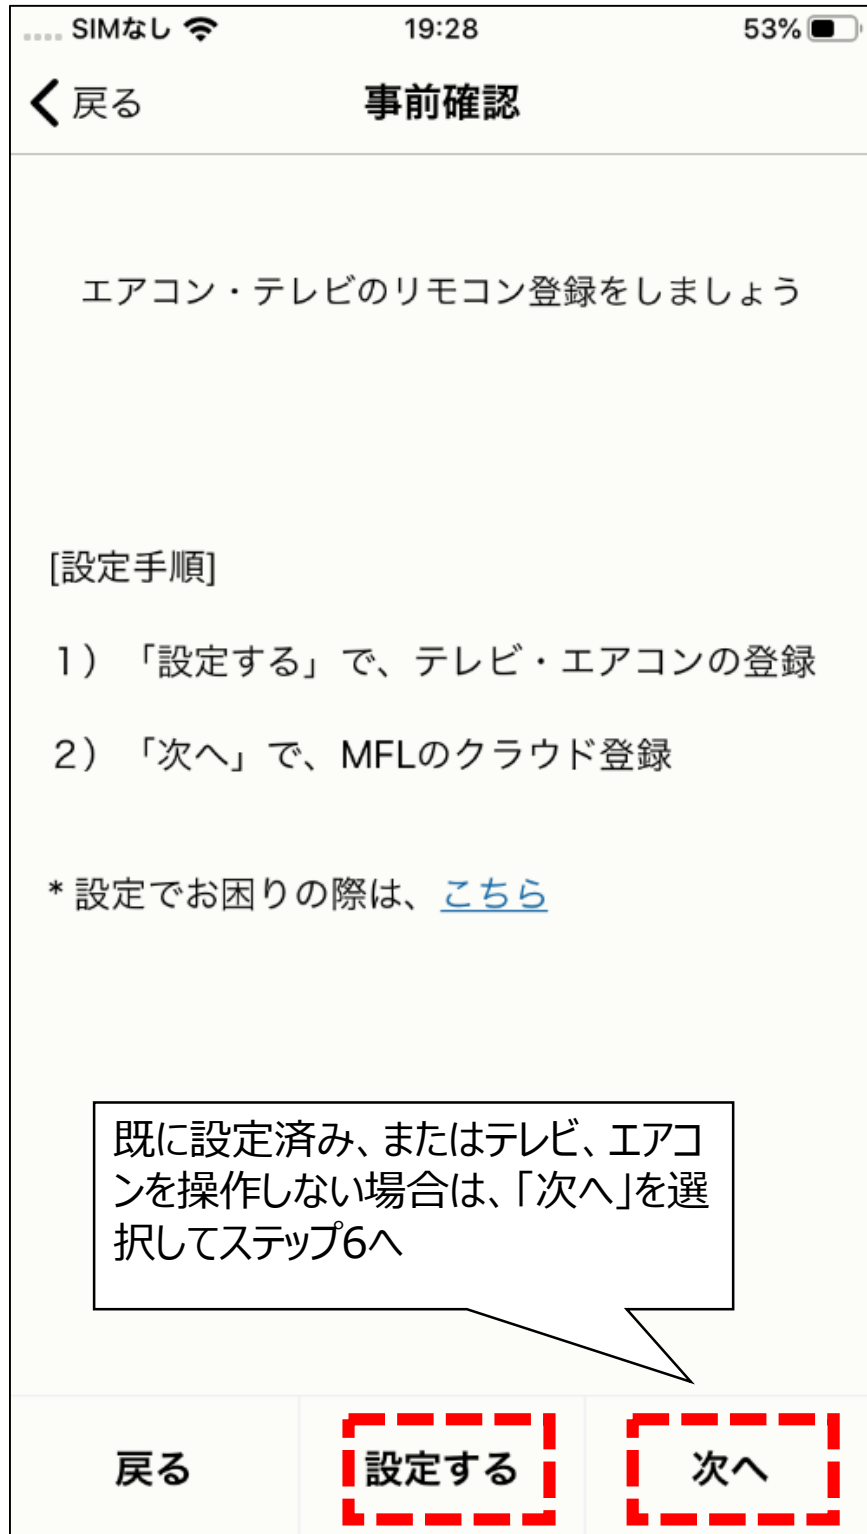 SIMなし 19:28 53%
戻る 事前確認
エアコン・テレビのリモコン登録をしましょう
[設定手順]
１）「設定する」で、テレビ・エアコンの登録
２）「次へ」で、MFLのクラウド登録
* 設定でお困りの際は、こちら
既に設定済み、またはテレビ、エアコ
ンを操作しない場合は、「次へ」を選
択してステップ6へ
戻る 設定する 次へ